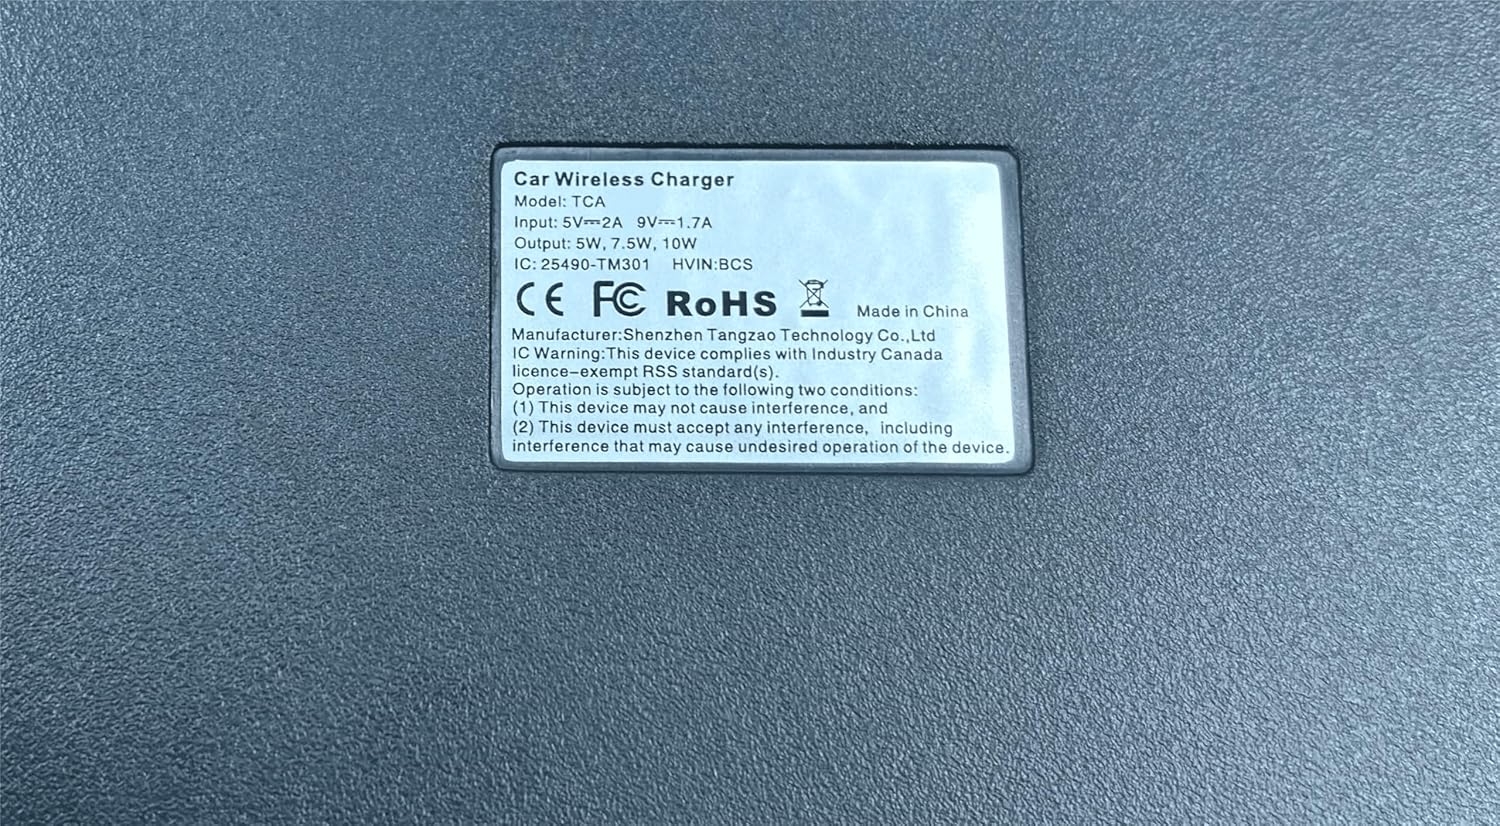 Car Wireless Charger
Model: TCA
Input: 5V⎓2A 9V⎓1.7A
Output: 5W, 7.5W, 10W
IC: 25490-TM301 HVIN:BCS
CE FC RoHS Made in China
Manufacturer:Shenzhen Tangzao Technology Co.,Ltd
IC Warning:This device complies with Industry Canada
licence-exempt RSS standard(s).
Operation is subject to the following two conditions:
(1) This device may not cause interference, and
(2) This device must accept any interference, including
interference that may cause undesired operation of the device.